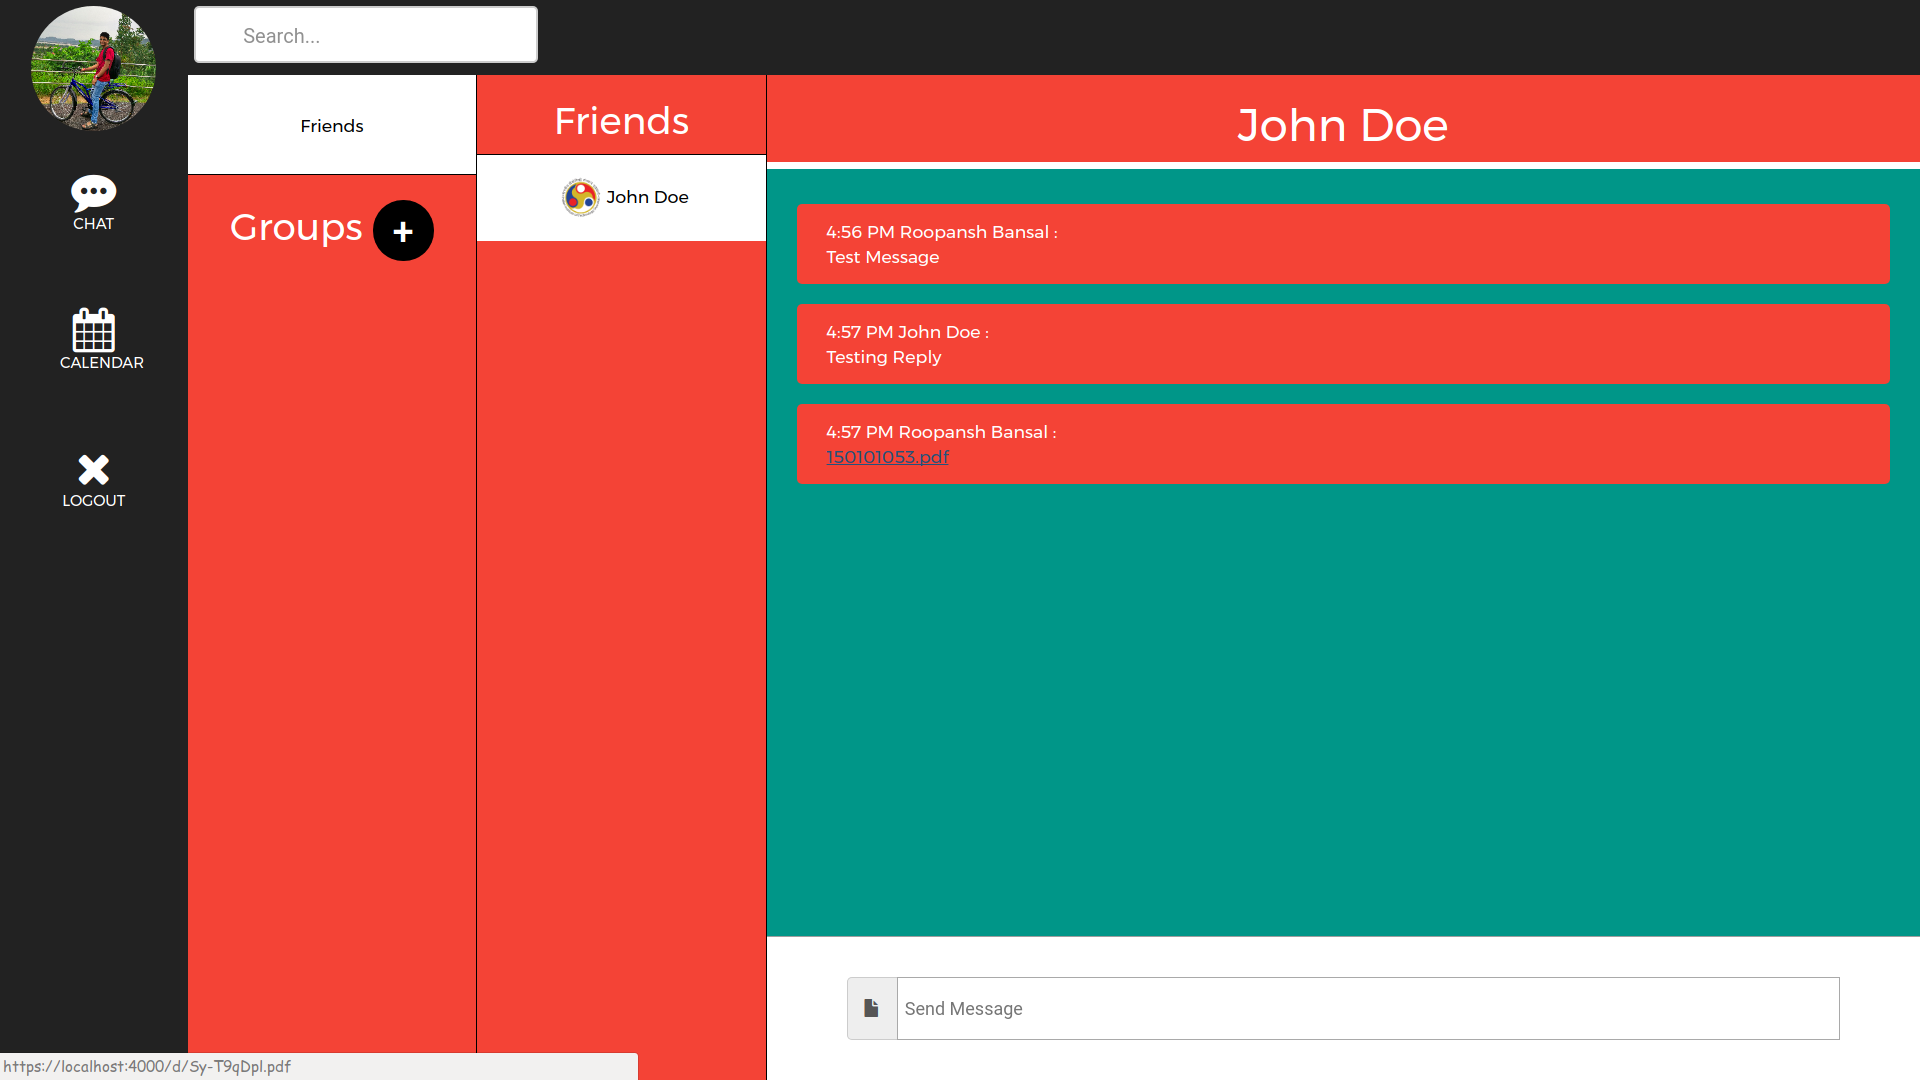 Search...
CHAT
CALENDAR
LOGOUT
Friends
Groups +
Friends
John Doe
John Doe
4:56 PM Roopansh Bansal :
Test Message
4:57 PM John Doe :
Testing Reply
4:57 PM Roopansh Bansal :
150101053.pdf
Send Message
https://localhost:4000/d/Sy-T9qDpl.pdf